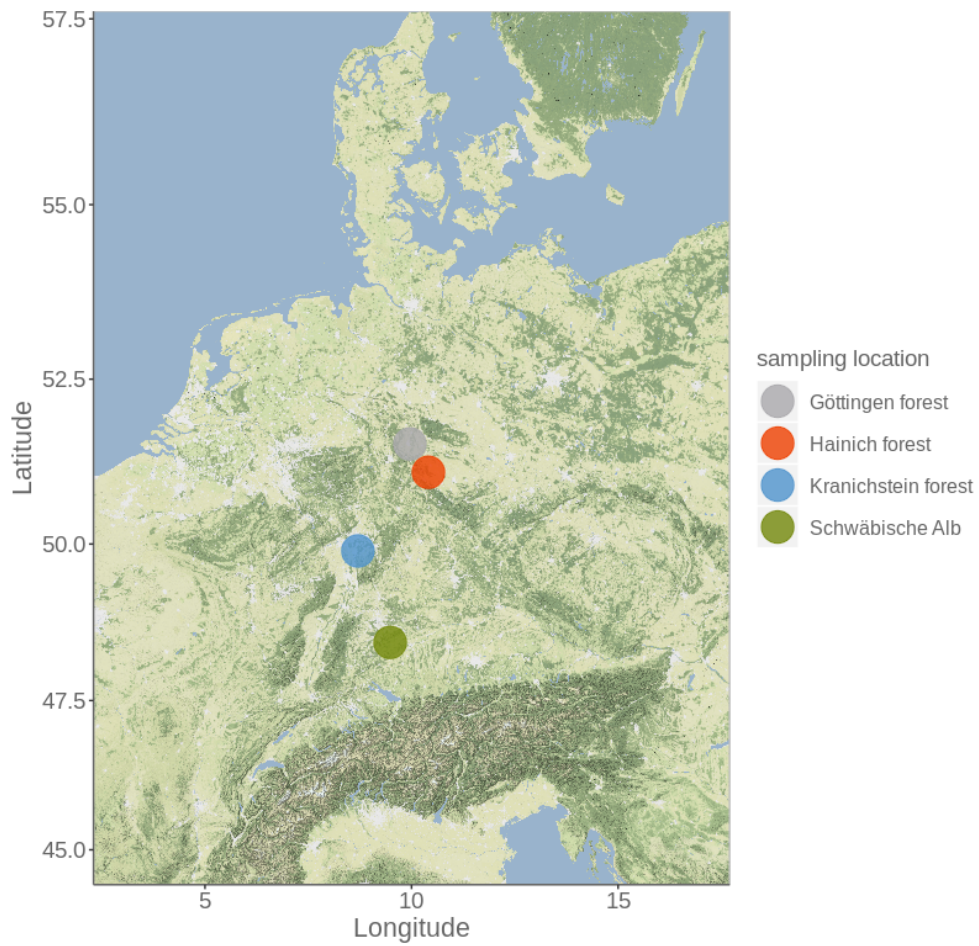 57.5
55.0
52.5
50.0
47.5
45.0
Latitude
5
10
15
Longitude
sampling location
Göttingen forest
Hainich forest
Kranichstein forest
Schwäbische Alb